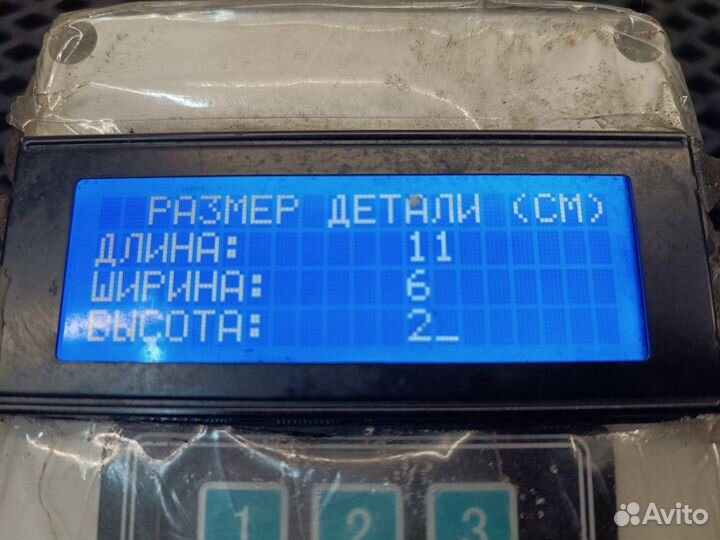 РАЗМЕР ДЕТАЛИ (СМ)
ДЛИНА: 11
ШИРИНА: 6
ВЫСОТА: 2_
1 2 3
Avito